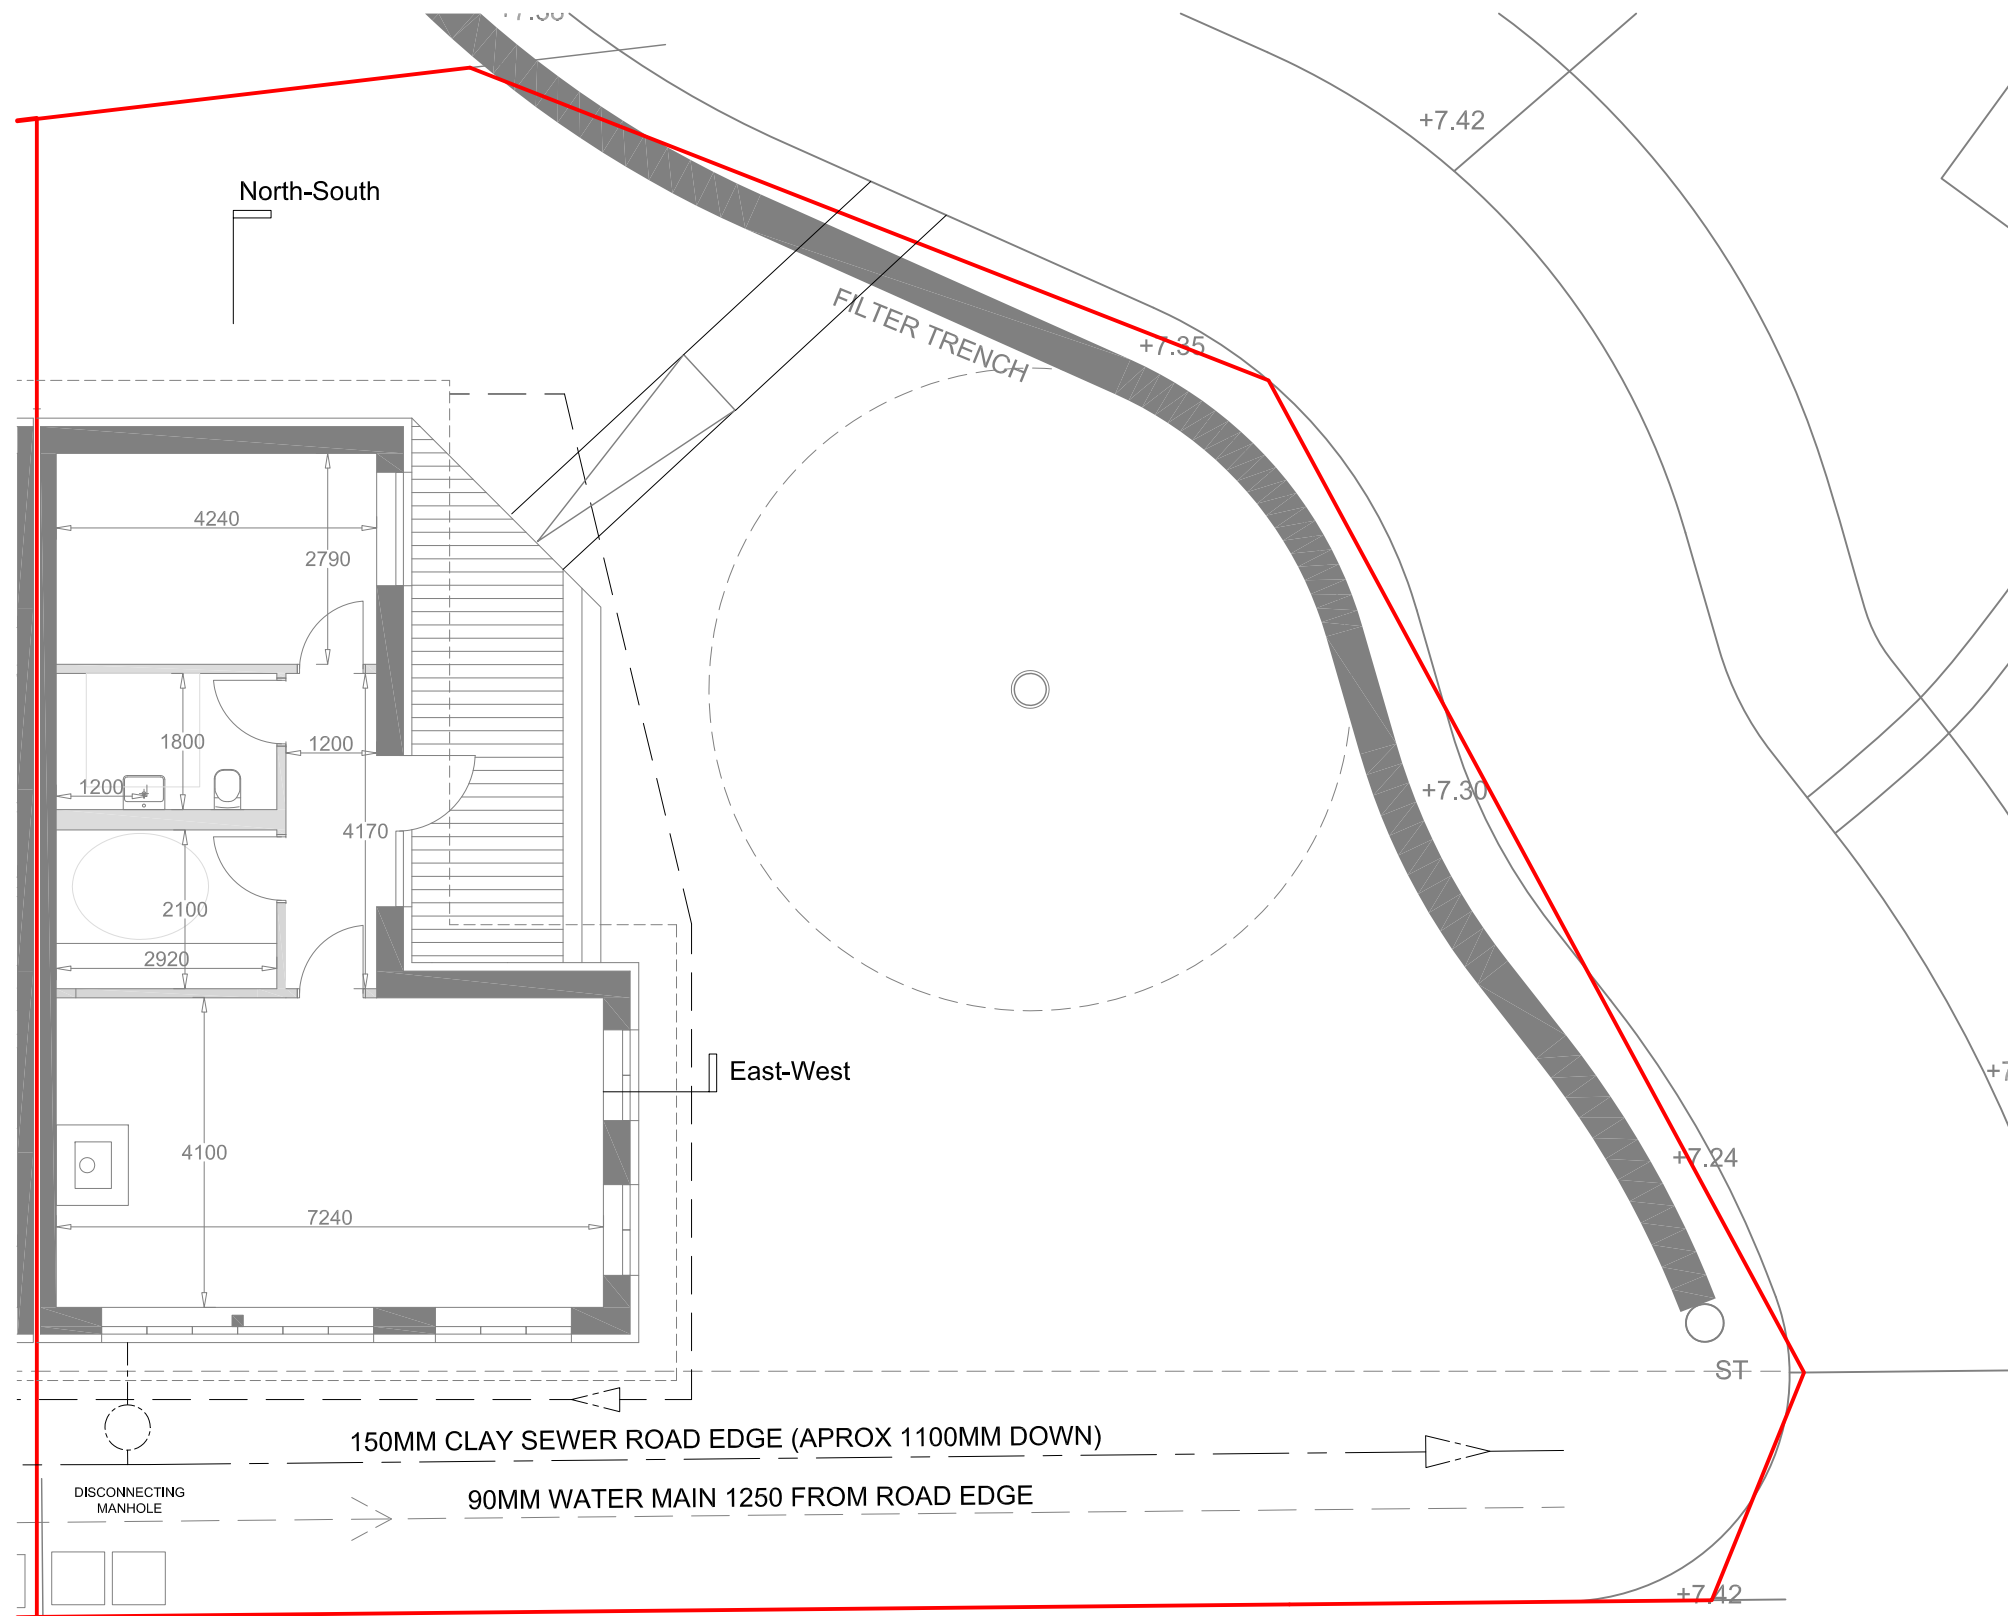 +7.42
North-South
FILTER TRENCH
+7.35
4240
2790
1800
1200
1200
+7.30
4170
2100
2920
East-West
4100
+7.24
7240
ST
150MM CLAY SEWER ROAD EDGE (APROX 1100MM DOWN)
DISCONNECTING
MANHOLE
90MM WATER MAIN 1250 FROM ROAD EDGE
+7.42